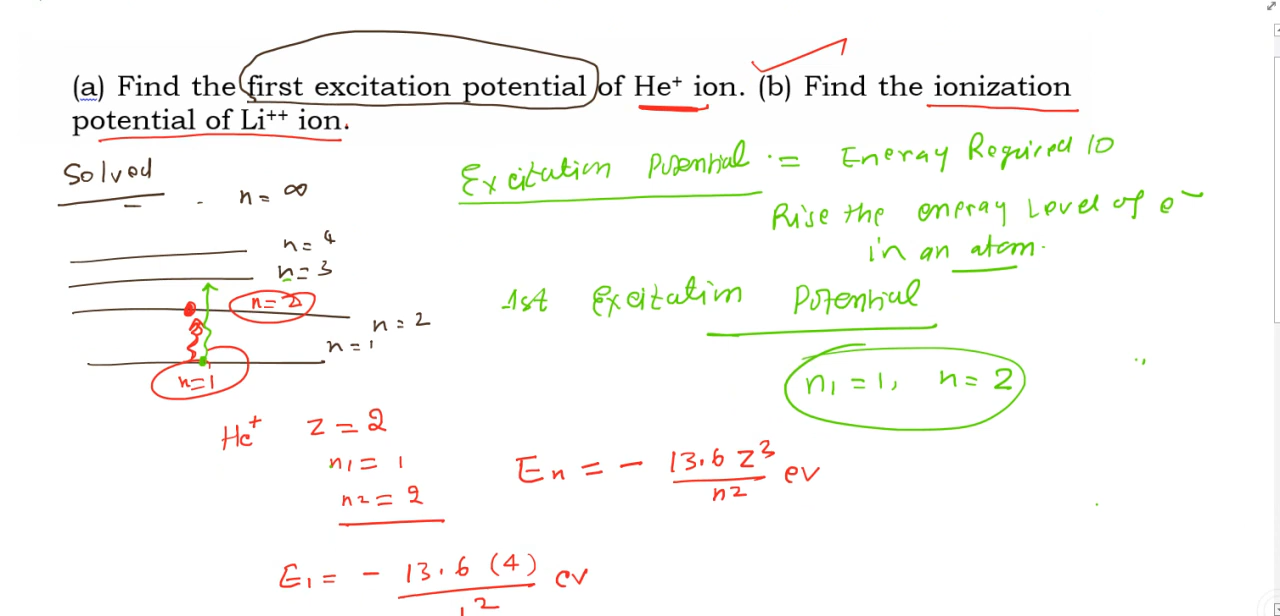 (a) Find the first excitation potential of He⁺ ion. (b) Find the ionization
potential of Li⁺⁺ ion.
Solved
n = ∞
n = 4
n = 3
n = 2
n = 2
n = 1
n=1
Excitation Potential = Eneray Required to
Rise the eneray Level of e⁻
in an atom.
1st Excitation Potential
n₁ = 1, n = 2
He⁺ z = 2
n₁ = 1
n₂ = 2
En = - 13.6 z³ / n² ev
E₁ = - 13.6 (4) / 1² ev